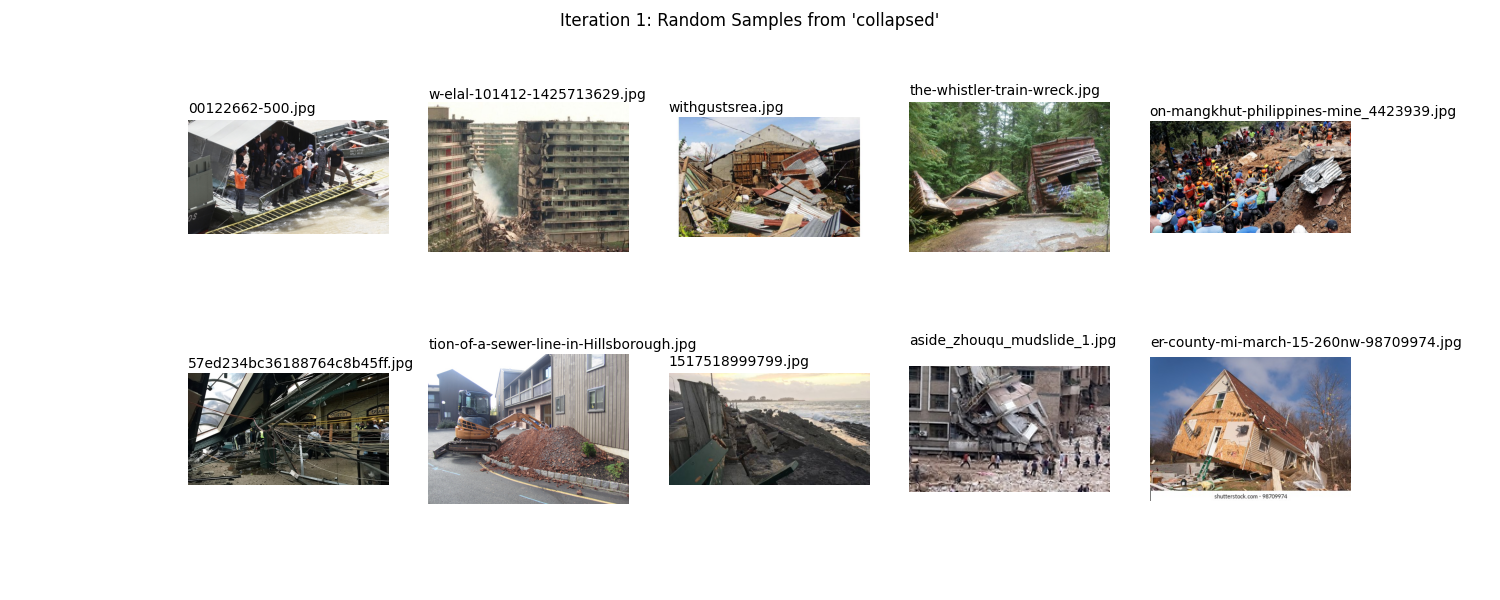 Iteration 1: Random Samples from 'collapsed'
00122662-500.jpg
w-elal-101412-1425713629.jpg
withgustsrea.jpg
the-whistler-train-wreck.jpg
on-mangkhut-philippines-mine_4423939.jpg
57ed234bc36188764c8b45ff.jpg
tion-of-a-sewer-line-in-Hillsborough.jpg
1517518999799.jpg
aside_zhouqu_mudslide_1.jpg
er-county-mi-march-15-260nw-98709974.jpg
shutterstock.com · 98709974